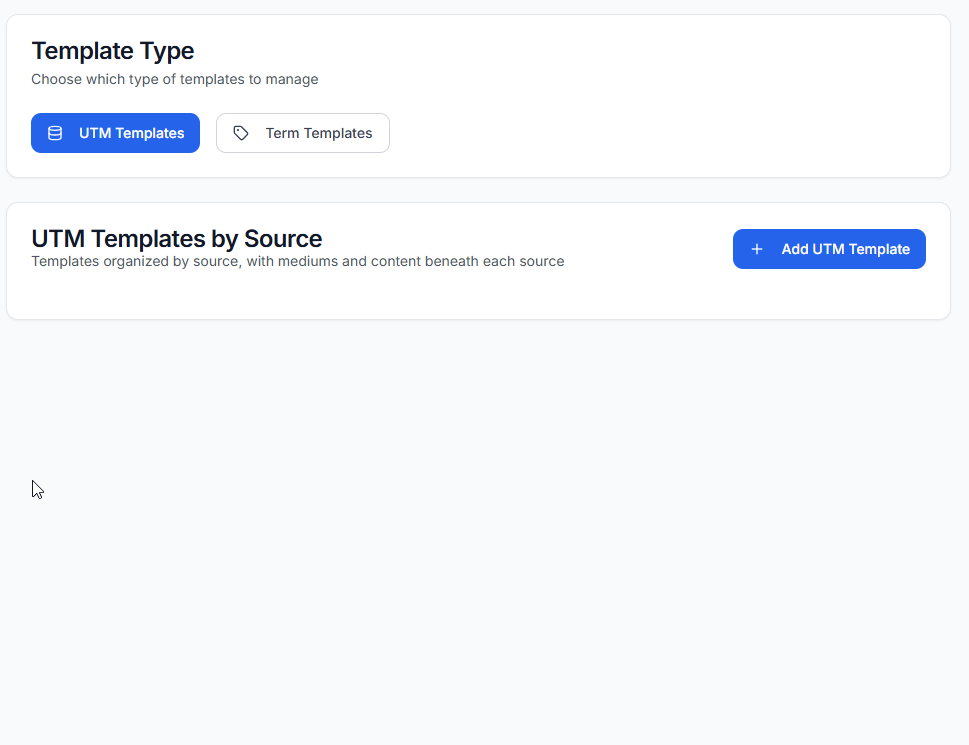 Template Type
Choose which type of templates to manage
UTM Templates
Term Templates
UTM Templates by Source
Templates organized by source, with mediums and content beneath each source
Add UTM Template